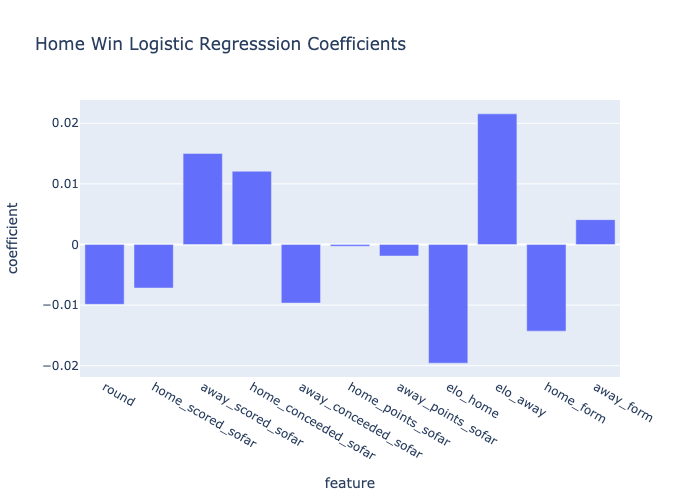 Home Win Logistic Regresssion Coefficients
coefficient
0.02
0.01
0
−0.01
−0.02
round
home_scored_sofar
away_scored_sofar
home_conceeded_sofar
away_conceeded_sofar
home_points_sofar
away_points_sofar
elo_home
elo_away
home_form
away_form
feature